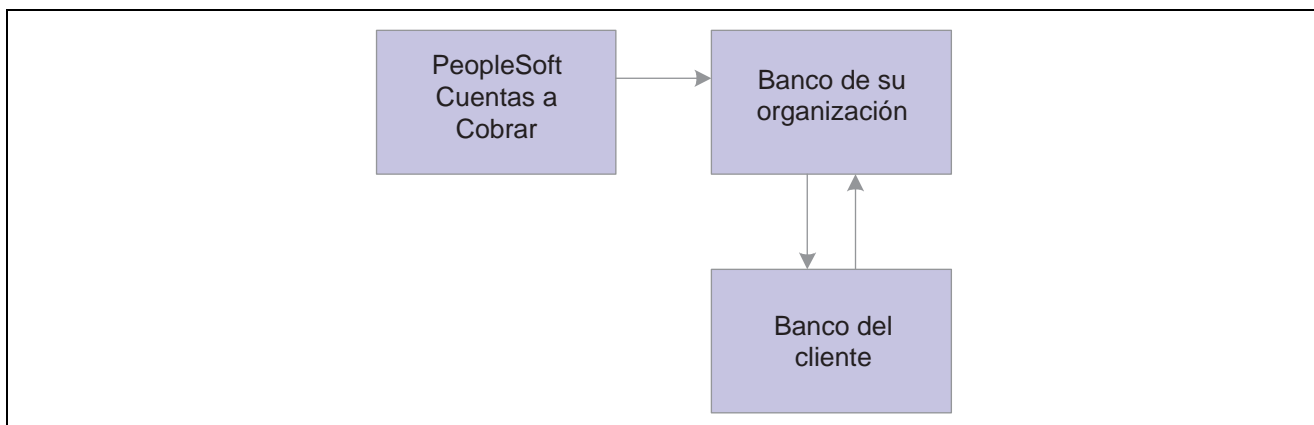 PeopleSoft
Cuentas a
Cobrar
Banco de su
organización
Banco del
cliente